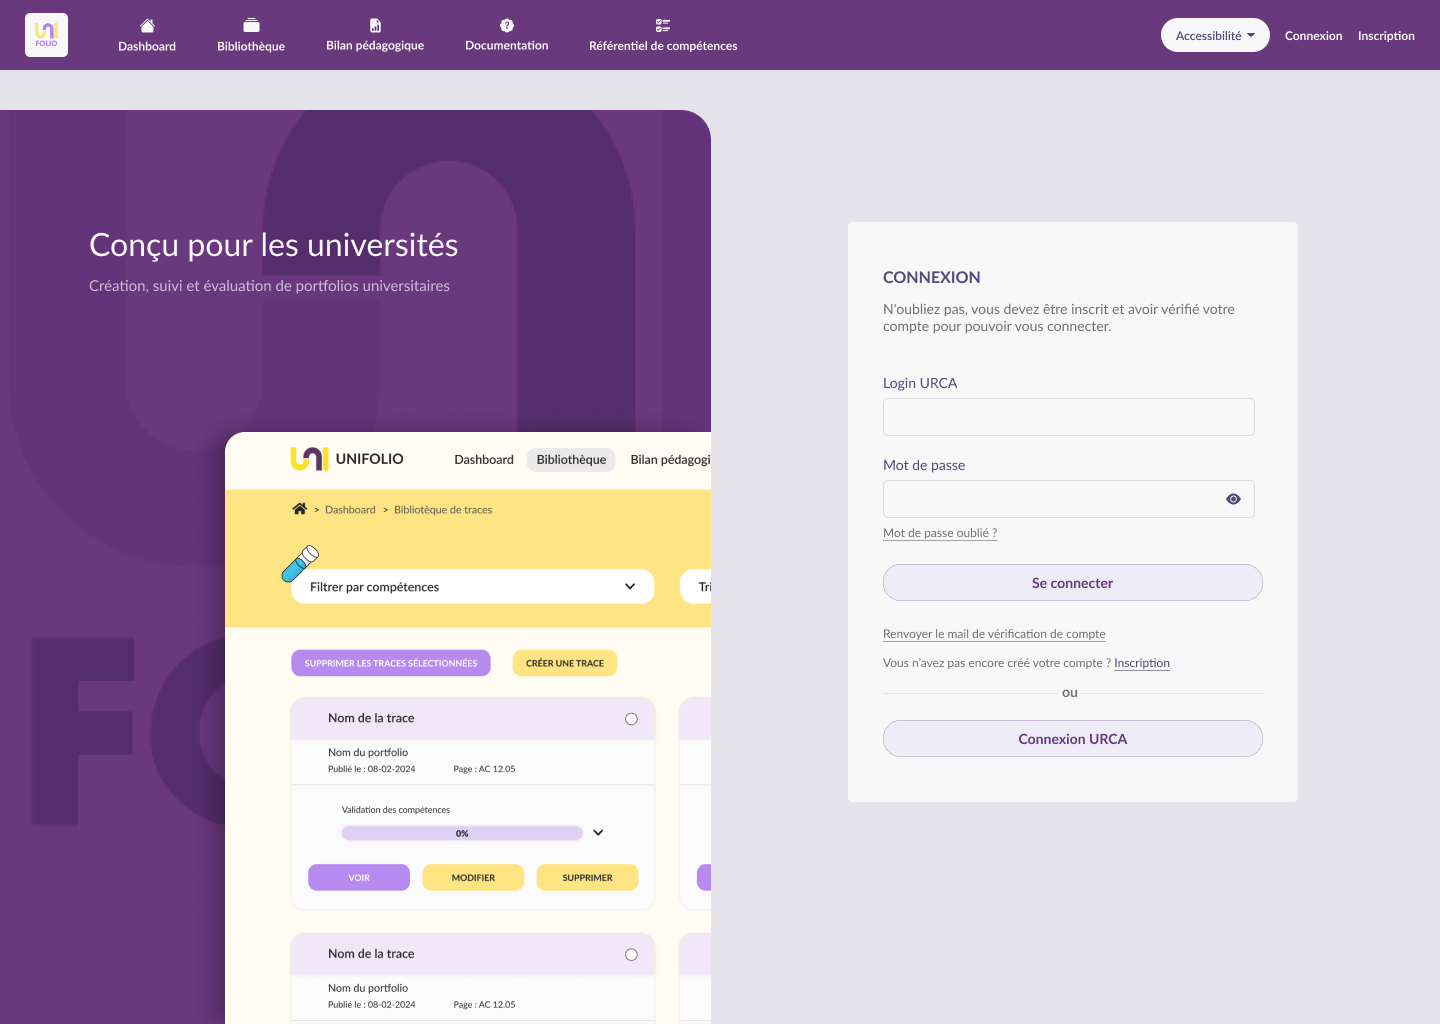 UNI
FOLIO
Dashboard
Bibliothèque
Bilan pédagogique
Documentation
Référentiel de compétences
Accessibilité
Connexion
Inscription
Conçu pour les universités
Création, suivi et évaluation de portfolios universitaires
UNIFOLIO
Dashboard
Bibliothèque
Bilan pédagogi
> Dashboard > Bibliotèque de traces
Filtrer par compétences
Tri
SUPPRIMER LES TRACES SÉLECTIONNÉES
CRÉER UNE TRACE
Nom de la trace
Nom du portfolio
Publié le : 08-02-2024
Page : AC 12.05
Validation des compétences
0%
VOIR
MODIFIER
SUPPRIMER
Nom de la trace
Nom du portfolio
Publié le : 08-02-2024
Page : AC 12.05
CONNEXION
N'oubliez pas, vous devez être inscrit et avoir vérifié votre
compte pour pouvoir vous connecter.
Login URCA
Mot de passe
Mot de passe oublié ?
Se connecter
Renvoyer le mail de vérification de compte
Vous n'avez pas encore créé votre compte ? Inscription
ou
Connexion URCA